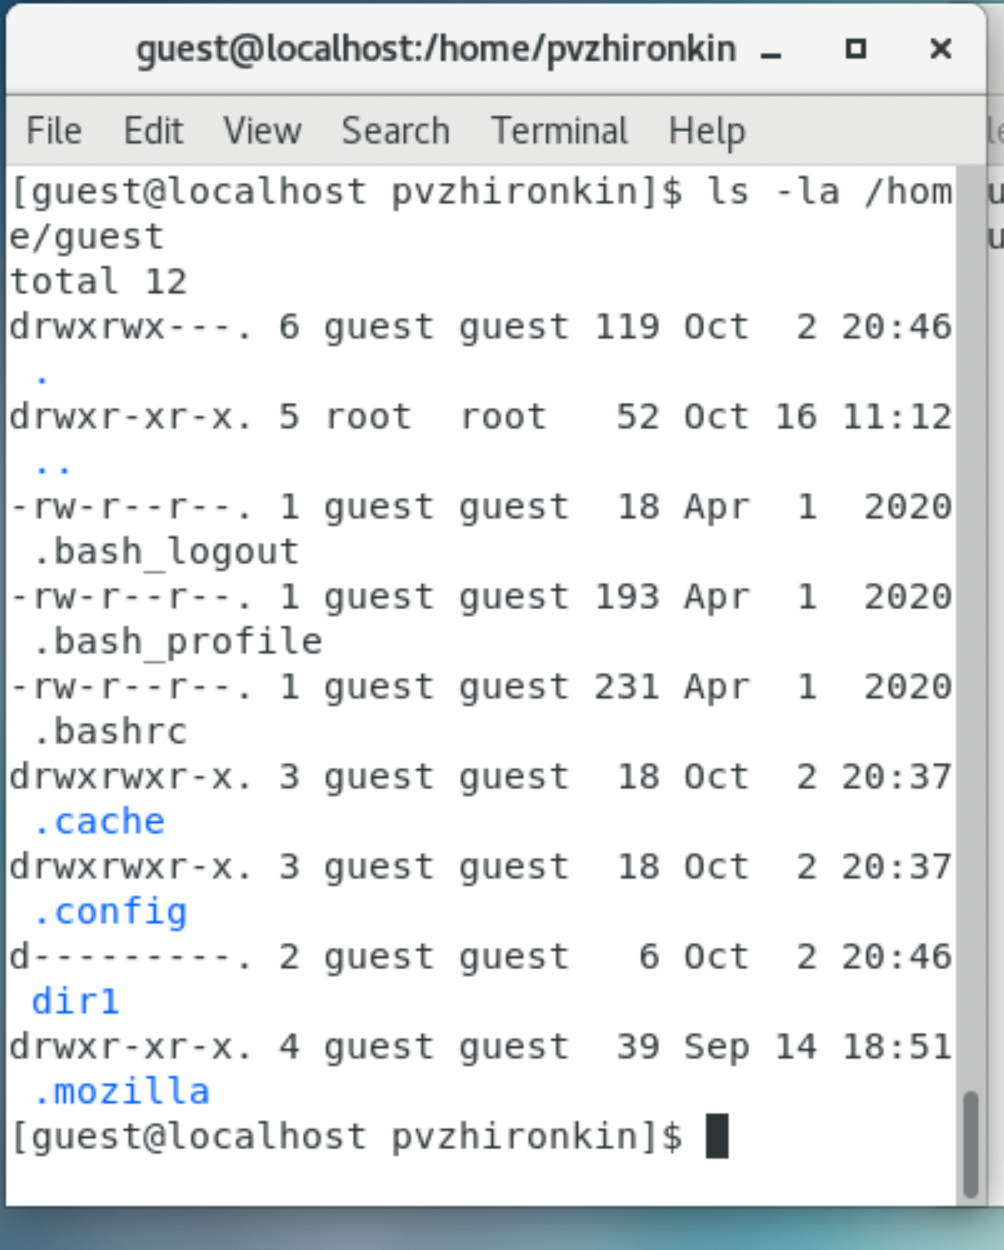 guest@localhost:/home/pvzhironkin
File Edit View Search Terminal Help
[guest@localhost pvzhironkin]$ ls -la /hom
e/guest
total 12
drwxrwx---. 6 guest guest 119 Oct  2 20:46
 .
drwxr-xr-x. 5 root  root   52 Oct 16 11:12
 ..
-rw-r--r--. 1 guest guest  18 Apr  1  2020
 .bash_logout
-rw-r--r--. 1 guest guest 193 Apr  1  2020
 .bash_profile
-rw-r--r--. 1 guest guest 231 Apr  1  2020
 .bashrc
drwxrwxr-x. 3 guest guest  18 Oct  2 20:37
 .cache
drwxrwxr-x. 3 guest guest  18 Oct  2 20:37
 .config
d---------. 2 guest guest   6 Oct  2 20:46
 dir1
drwxr-xr-x. 4 guest guest  39 Sep 14 18:51
 .mozilla
[guest@localhost pvzhironkin]$